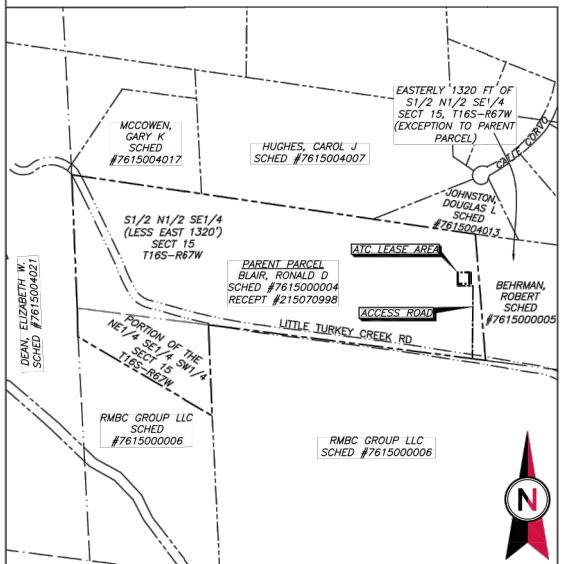 EASTERLY 1320 FT OF
S1/2 N1/2 SE1/4
SECT 15, T16S-R67W
(EXCEPTION TO PARENT
PARCEL)
MCCOWEN,
GARY K
SCHED
#7615004017
HUGHES, CAROL J
SCHED #7615004007
CALLE CORVO
JOHNSTON,
DOUGLAS L
SCHED
#7615004013
S1/2 N1/2 SE1/4
(LESS EAST 1320')
SECT 15
T16S-R67W
ATC LEASE AREA
PARENT PARCEL
BLAIR, RONALD D
SCHED #7615000004
RECEPT #215070998
BEHRMAN,
ROBERT
SCHED
#7615000005
DEAN, ELIZABETH W.
SCHED #7615004021
ACCESS ROAD
LITTLE TURKEY CREEK RD
PORTION OF THE
NE1/4 SE1/4 SW1/4
SECT 15
T16S-R67W
RMBC GROUP LLC
SCHED
#7615000006
RMBC GROUP LLC
SCHED #7615000006
N